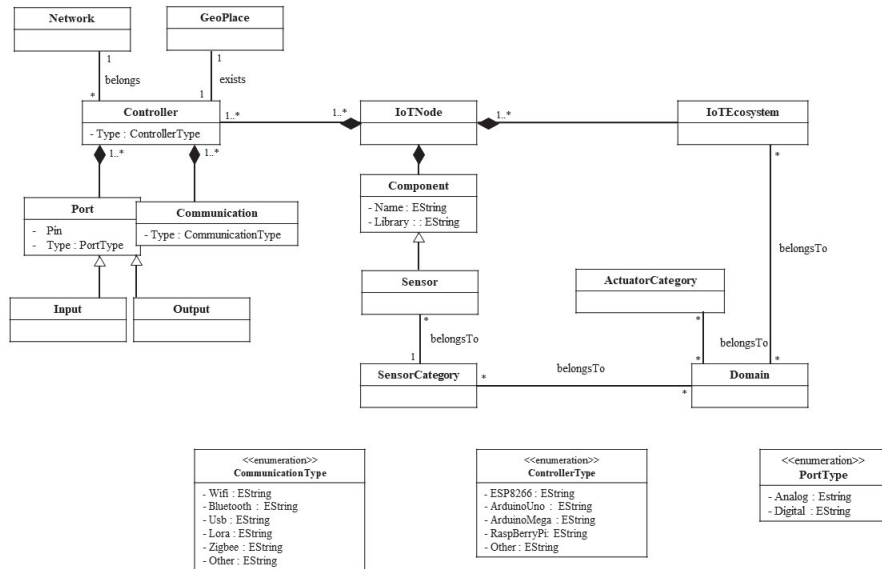 Network
GeoPlace
1
belongs
*
1
exists
1
Controller
- Type : ControllerType
1..*
1..*
IoTNode
1..*
IoTEcosystem
*
1..*
1..*
Port
- Pin
- Type : PortType
Communication
- Type : CommunicationType
Component
- Name : EString
- Library : : EString
belongsTo
Input
Output
Sensor
ActuatorCategory
*
belongsTo
1
*
belongsTo
*
*
SensorCategory
*
belongsTo
*
Domain
<<enumeration>>
CommunicationType
- Wifi : EString
- Bluetooth : EString
- Usb : EString
- Lora : EString
- Zigbee : EString
- Other : EString
<<enumeration>>
ControllerType
- ESP8266 : EString
- ArduinoUno : EString
- ArduinoMega : EString
- RaspBerryPi : EString
- Other : EString
<<enumeration>>
PortType
- Analog : Estring
- Digital : EString